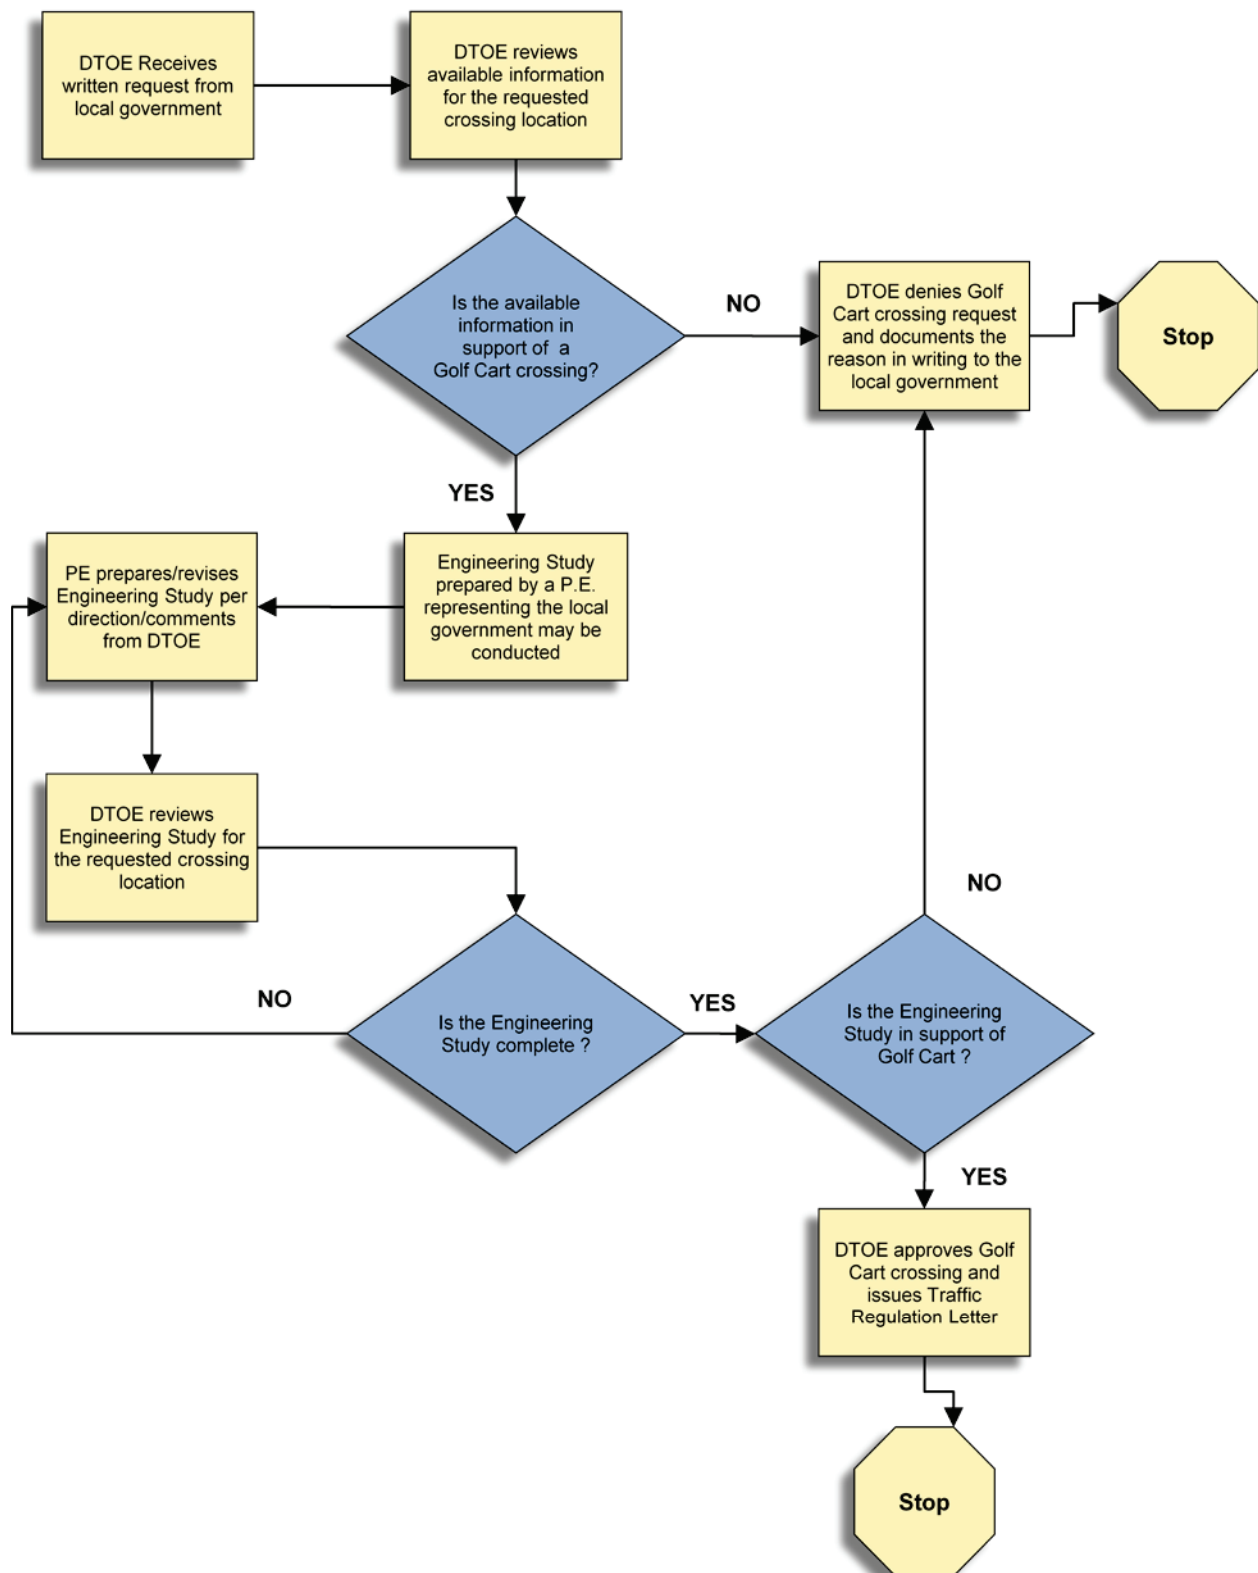 DTOE Receives
written request from
local government
DTOE reviews
available information
for the requested
crossing location
Is the available
information in
support of a
Golf Cart crossing?
NO
DTOE denies Golf
Cart crossing request
and documents the
reason in writing to the
local government
Stop
YES
PE prepares/revises
Engineering Study per
direction/comments
from DTOE
Engineering Study
prepared by a P.E.
representing the local
government may be
conducted
DTOE reviews
Engineering Study for
the requested crossing
location
NO
Is the Engineering
Study complete ?
YES
NO
Is the Engineering
Study in support of
Golf Cart ?
YES
DTOE approves Golf
Cart crossing and
issues Traffic
Regulation Letter
Stop